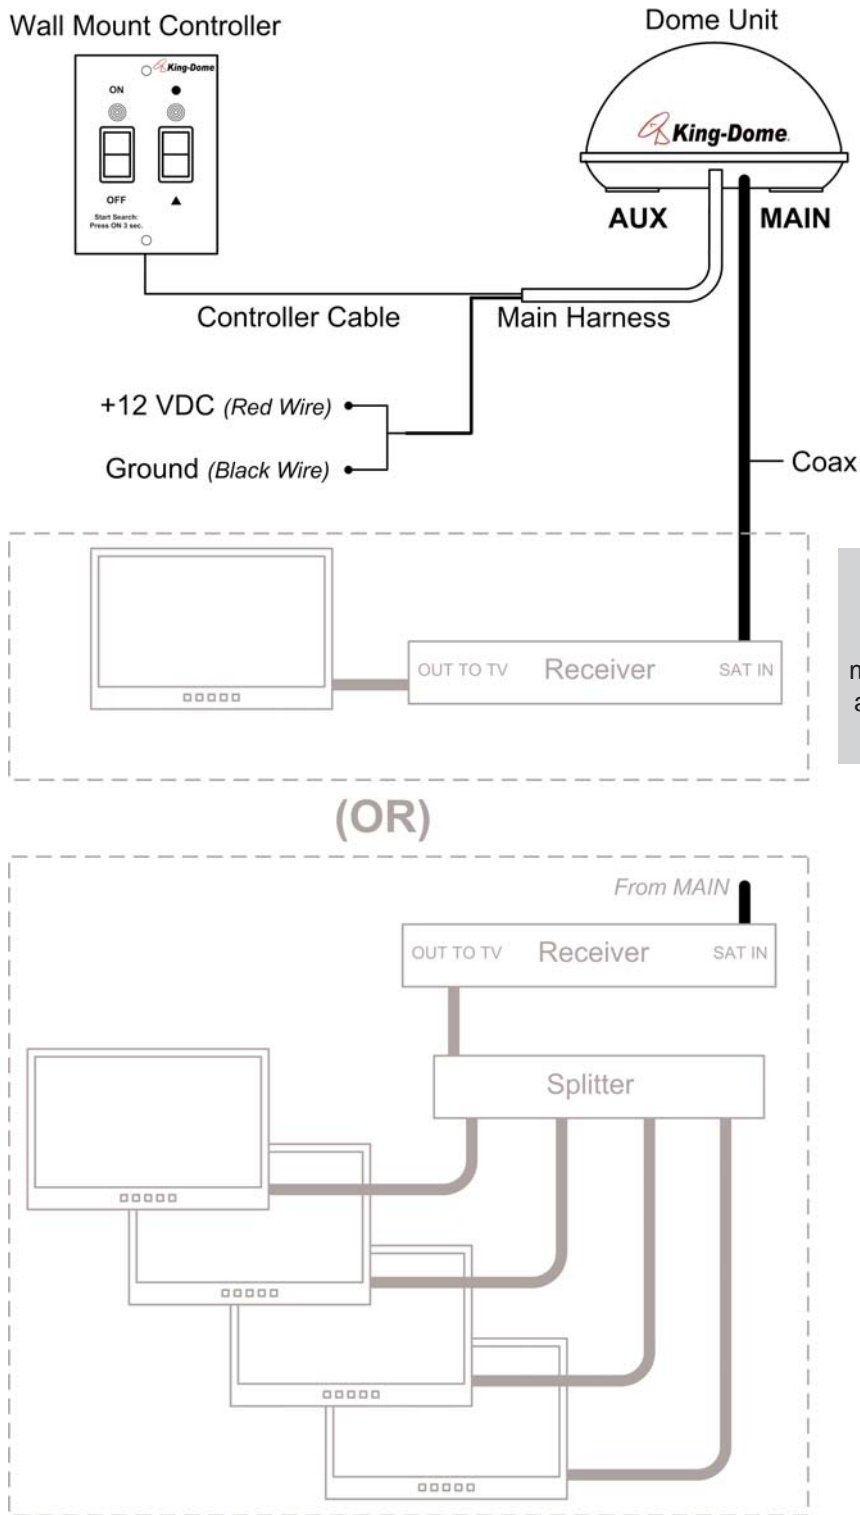 Wall Mount Controller
Dome Unit
King-Dome
ON
OFF
Start Search:
Press ON 3 sec.
King-Dome
AUX
MAIN
Controller Cable
Main Harness
+12 VDC (Red Wire)
Ground (Black Wire)
Coax
OUT TO TV
Receiver
SAT IN
(OR)
From MAIN
OUT TO TV
Receiver
SAT IN
Splitter